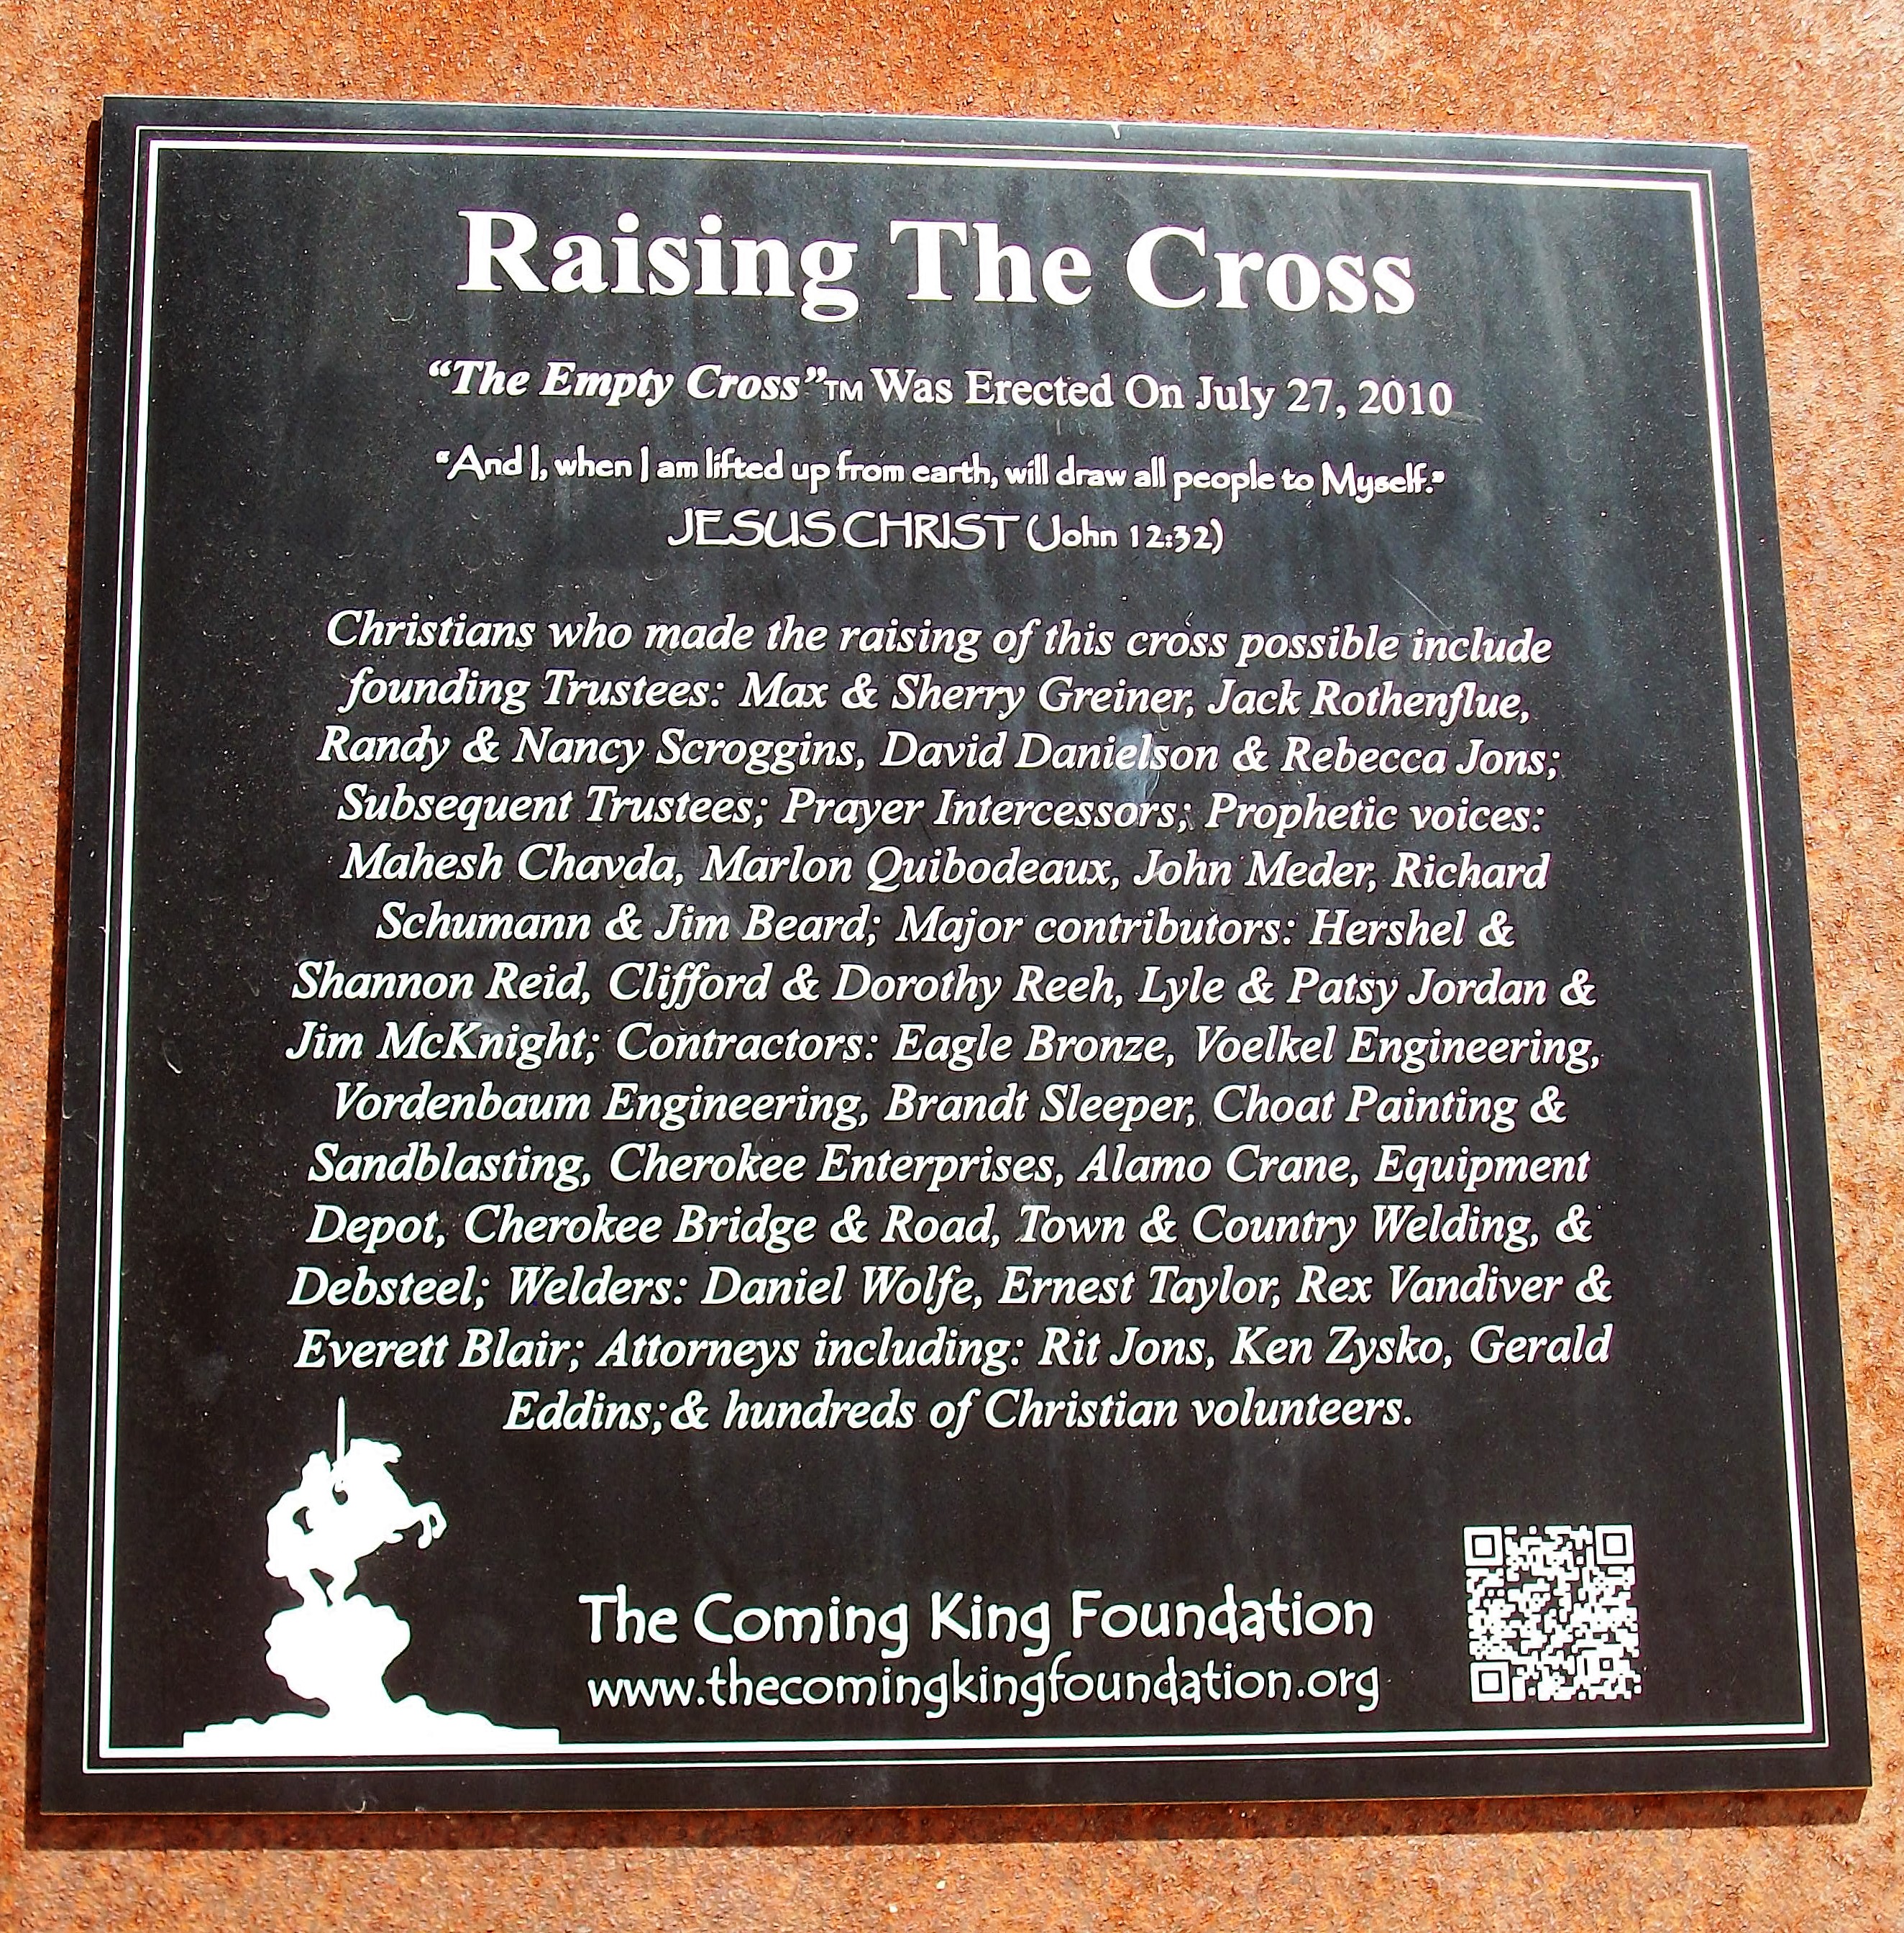 Raising The Cross
“The Empty Cross”TM Was Erected On July 27, 2010
“And I, when I am lifted up from earth, will draw all people to Myself.”
JESUS CHRIST (John 12:32)
Christians who made the raising of this cross possible include
founding Trustees: Max & Sherry Greiner, Jack Rothenflue,
Randy & Nancy Scroggins, David Danielson & Rebecca Jons;
Subsequent Trustees; Prayer Intercessors; Prophetic voices:
Mahesh Chavda, Marlon Quibodeaux, John Meder, Richard
Schumann & Jim Beard; Major contributors: Hershel &
Shannon Reid, Clifford & Dorothy Reeh, Lyle & Patsy Jordan &
Jim McKnight; Contractors: Eagle Bronze, Voelkel Engineering,
Vordenbaum Engineering, Brandt Sleeper, Choat Painting &
Sandblasting, Cherokee Enterprises, Alamo Crane, Equipment
Depot, Cherokee Bridge & Road, Town & Country Welding, &
Debsteel; Welders: Daniel Wolfe, Ernest Taylor, Rex Vandiver &
Everett Blair; Attorneys including: Rit Jons, Ken Zysko, Gerald
Eddins;& hundreds of Christian volunteers.
The Coming King Foundation
www.thecomingkingfoundation.org